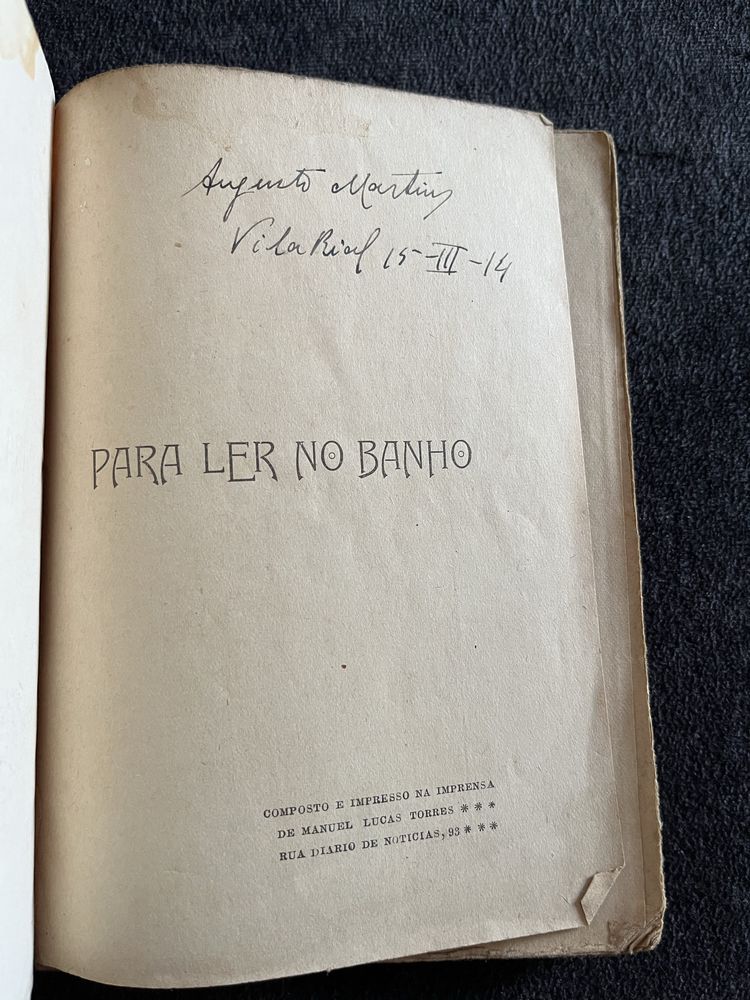 Augusto Martins
Vila Rial 15-III-14
PARA LER NO BANHO
COMPOSTO E IMPRESSO NA IMPRENSA
DE MANUEL LUCAS TORRES * * *
RUA DIARIO DE NOTICIAS, 93 * * *